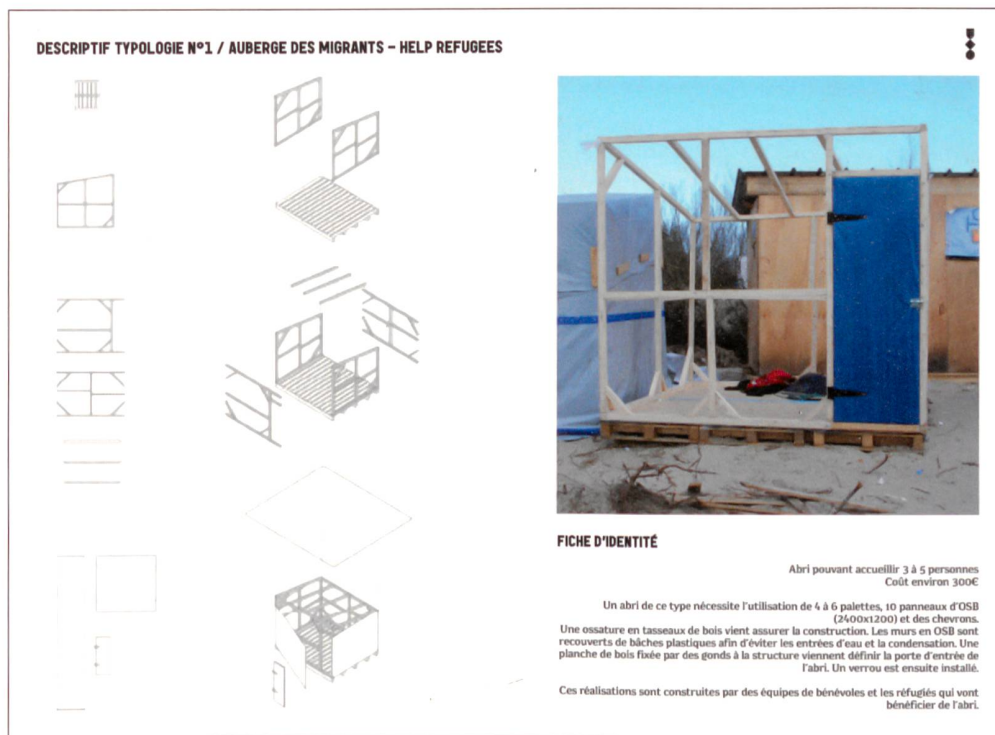 DESCRIPTIF TYPOLOGIE N°1 / AUBERGE DES MIGRANTS – HELP REFUGEES
FICHE D'IDENTITÉ
Abri pouvant accueillir 3 à 5 personnes
Coût environ 300€
Un abri de ce type nécessite l'utilisation de 4 à 6 palettes, 10 panneaux d'OSB
(2400x1200) et des chevrons.
Une ossature en tasseaux de bois vient assurer la construction. Les murs en OSB sont
recouverts de bâches plastiques afin d'éviter les entrées d'eau et la condensation. Une
planche de bois fixée par des gonds à la structure viennent définir la porte d'entrée de
l'abri. Un verrou est ensuite installé.
Ces réalisations sont construites par des équipes de bénévoles et les réfugiés qui vont
bénéficier de l'abri.